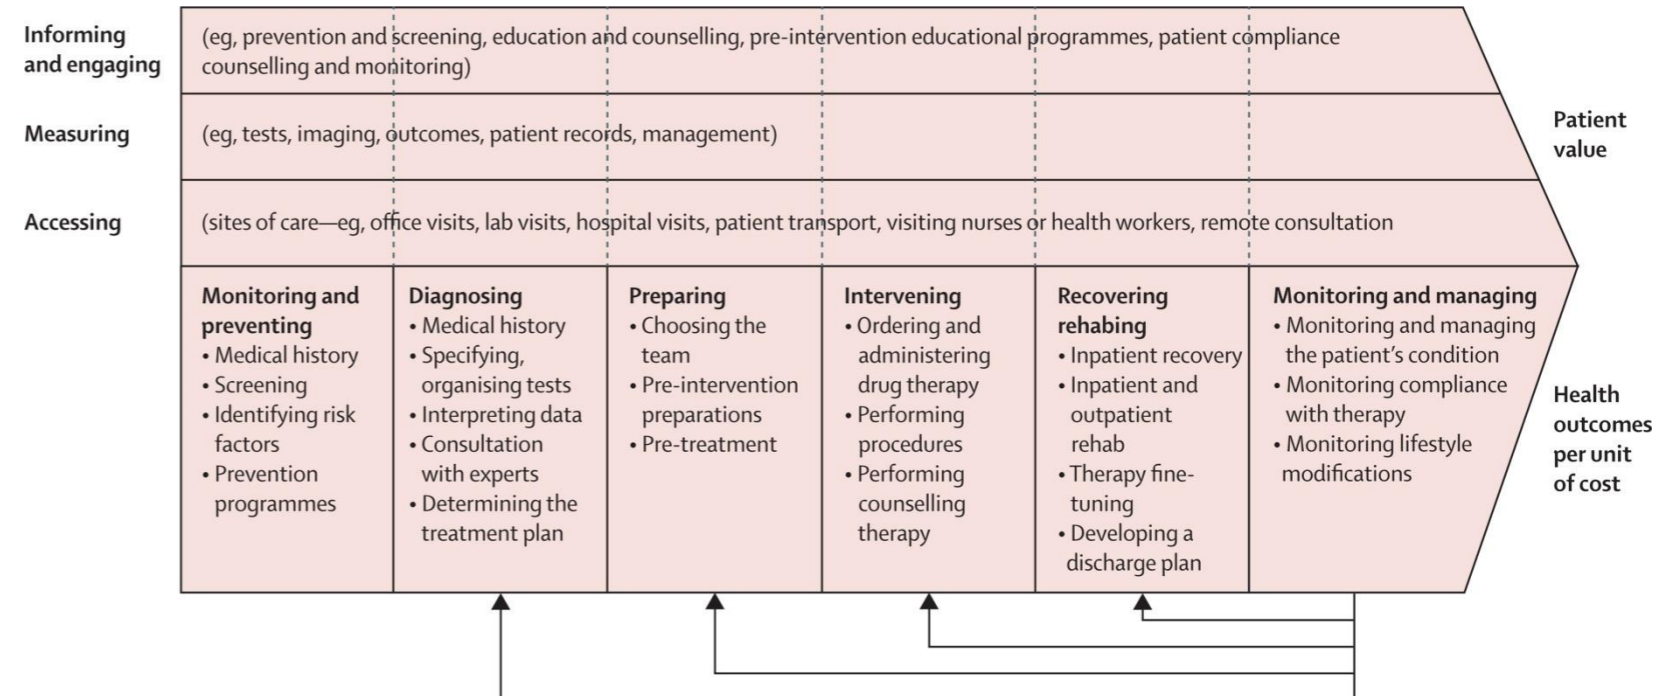 Informing
and engaging
(eg, prevention and screening, education and counselling, pre-intervention educational programmes, patient compliance
counselling and monitoring)
Measuring
(eg, tests, imaging, outcomes, patient records, management)
Accessing
(sites of care—eg, office visits, lab visits, hospital visits, patient transport, visiting nurses or health workers, remote consultation
Patient
value
Monitoring and
preventing
• Medical history
• Screening
• Identifying risk
factors
• Prevention
programmes
Diagnosing
• Medical history
• Specifying,
organising tests
• Interpreting data
• Consultation
with experts
• Determining the
treatment plan
Preparing
• Choosing the
team
• Pre-intervention
preparations
• Pre-treatment
Intervening
• Ordering and
administering
drug therapy
• Performing
procedures
• Performing
counselling
therapy
Recovering
rehabing
• Inpatient recovery
• Inpatient and
outpatient
rehab
• Therapy fine-
tuning
• Developing a
discharge plan
Monitoring and managing
• Monitoring and managing
the patient's condition
• Monitoring compliance
with therapy
• Monitoring lifestyle
modifications
Health
outcomes
per unit
of cost